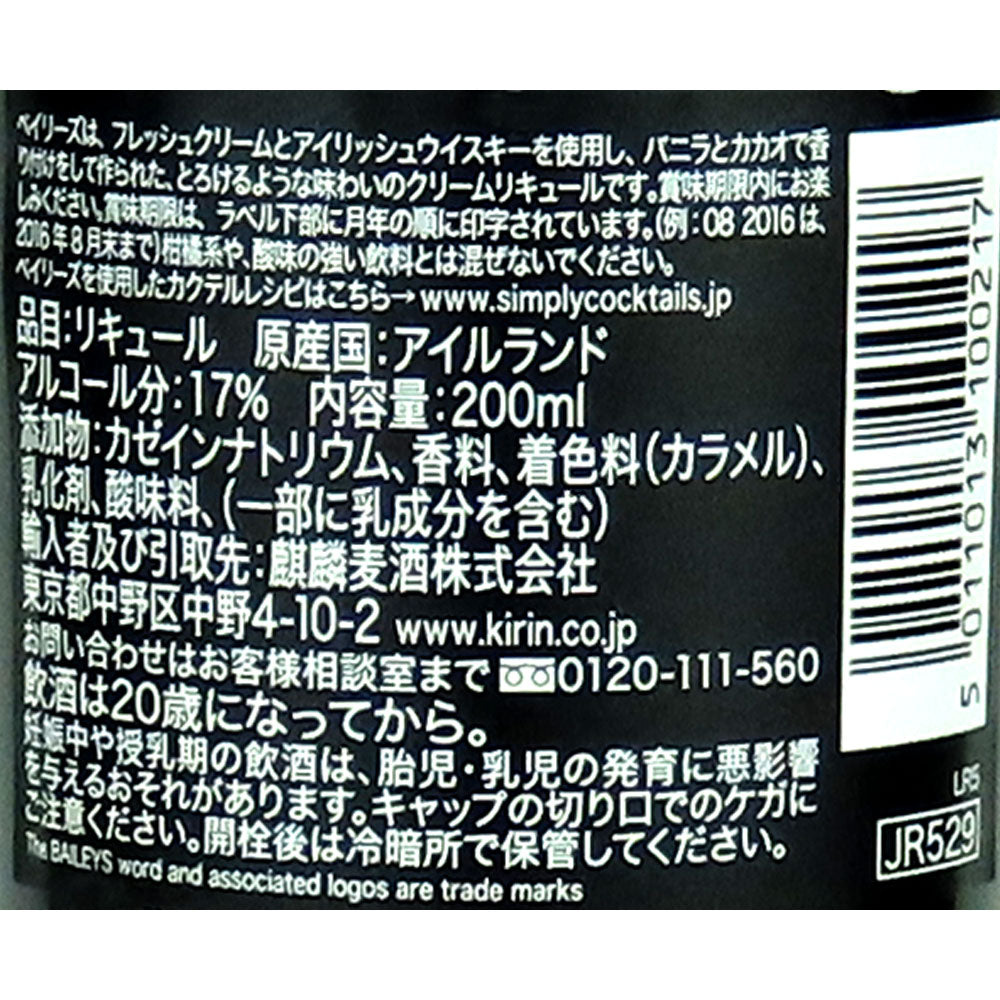 ベイリーズは、フレッシュクリームとアイリッシュウイスキーを使用し、バニラとカカオで香
り付けをして作られた、とろけるような味わいのクリームリキュールです。賞味期限内にお楽
しみください。賞味期限は、ラベル下部に月年の順に印字されています。(例:08 2016は、
2016年8月末まで)柑橘系や、酸味の強い飲料とは混ぜないでください。
ベイリーズを使用したカクテルレシピはこちら→www.simplycocktails.jp
品目:リキュール 原産国:アイルランド
アルコール分:17% 内容量:200ml
添加物:カゼインナトリウム、香料、着色料(カラメル)、
乳化剤、酸味料、(一部に乳成分を含む)
輸入者及び引取先:麒麟麦酒株式会社
東京都中野区中野4-10-2 www.kirin.co.jp
お問い合わせはお客様相談室まで 0120-111-560
飲酒は20歳になってから。
妊娠中や授乳期の飲酒は、胎児・乳児の発育に悪影響
を与えるおそれがあります。キャップの切り口でのケガに
ご注意ください。開栓後は冷暗所で保管してください。
The BAILEYS word and associated logos are trade marks
5 011013 100217
LR5
JR529